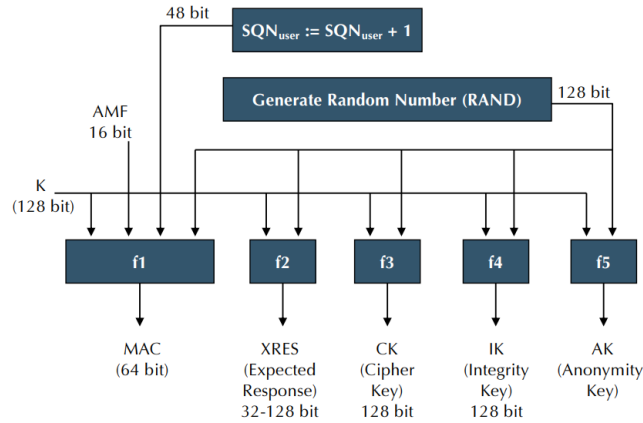 48 bit
SQNuser := SQNuser + 1
Generate Random Number (RAND)
128 bit
AMF
16 bit
K
(128 bit)
f1
f2
f3
f4
f5
MAC
(64 bit)
XRES
(Expected
Response)
32-128 bit
CK
(Cipher
Key)
128 bit
IK
(Integrity
Key)
128 bit
AK
(Anonymity
Key)